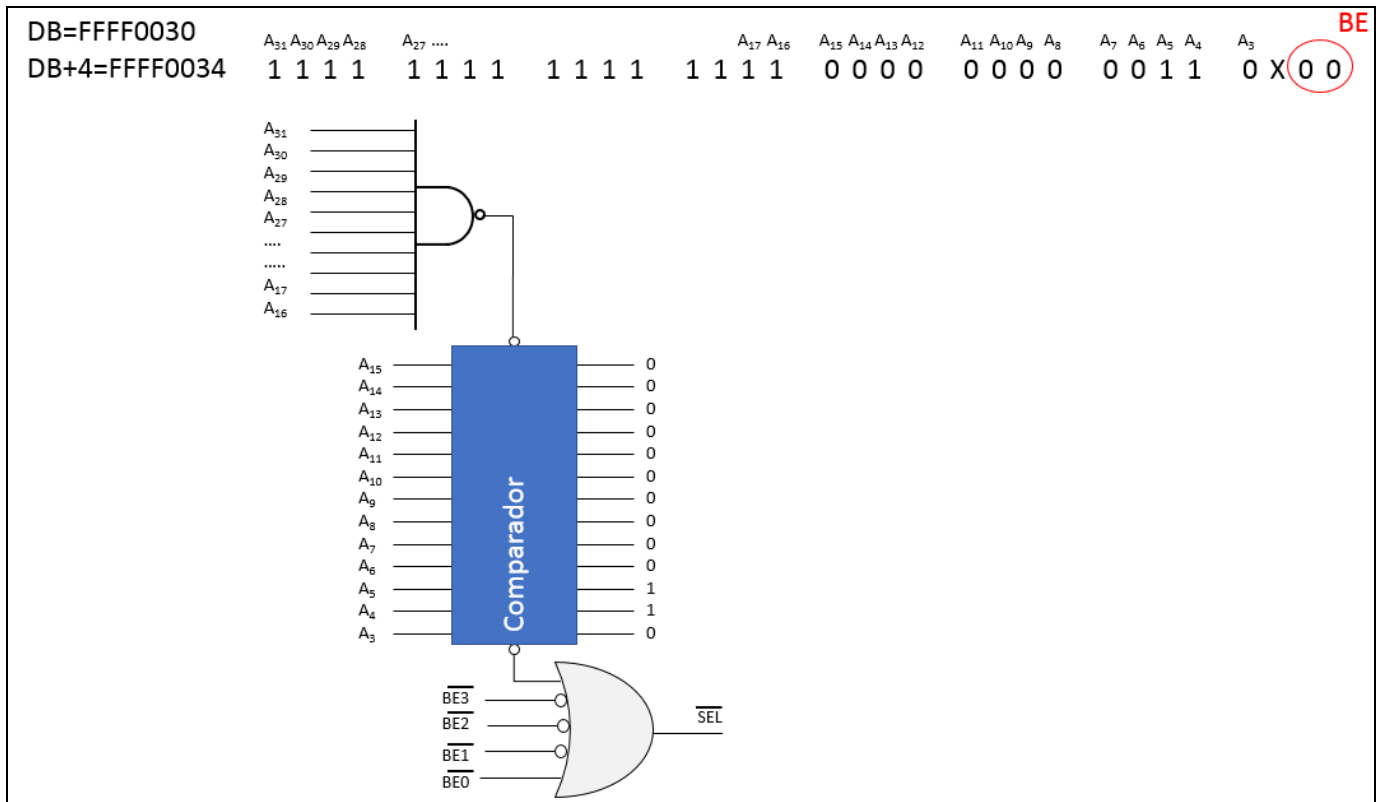 BE
DB=FFFF0030
A31 A30 A29 A28 A27 .... A17 A16 A15 A14 A13 A12 A11 A10 A9 A8 A7 A6 A5 A4 A3
DB+4=FFFF0034 1 1 1 1 1 1 1 1 1 1 1 1 1 1 1 1 0 0 0 0 0 0 0 0 0 0 1 1 0 X 0 0
A31
A30
A29
A28
A27
....
.....
A17
A16
A15 0
A14 0
A13 0
A12 0
A11 0
A10 0
A9 0
A8 0
A7 0
A6 0
A5 1
A4 1
A3 0
Comparador
BE3
BE2
BE1
BE0
SEL